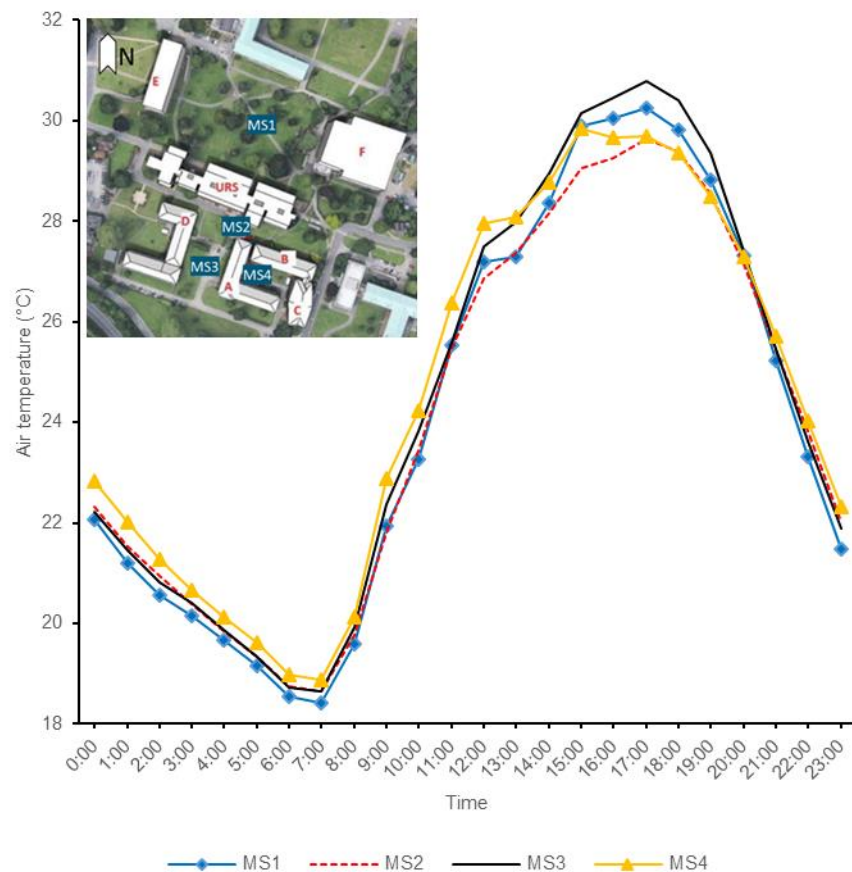 32
30
28
26
24
22
20
18
Air temperature (°C)
N
E
MS1
F
URS
MS2
D
MS3
B
MS4
A
C
0:00
1:00
2:00
3:00
4:00
5:00
6:00
7:00
8:00
9:00
10:00
11:00
12:00
13:00
14:00
15:00
16:00
17:00
18:00
19:00
20:00
21:00
22:00
23:00
Time
MS1 MS2 MS3 MS4